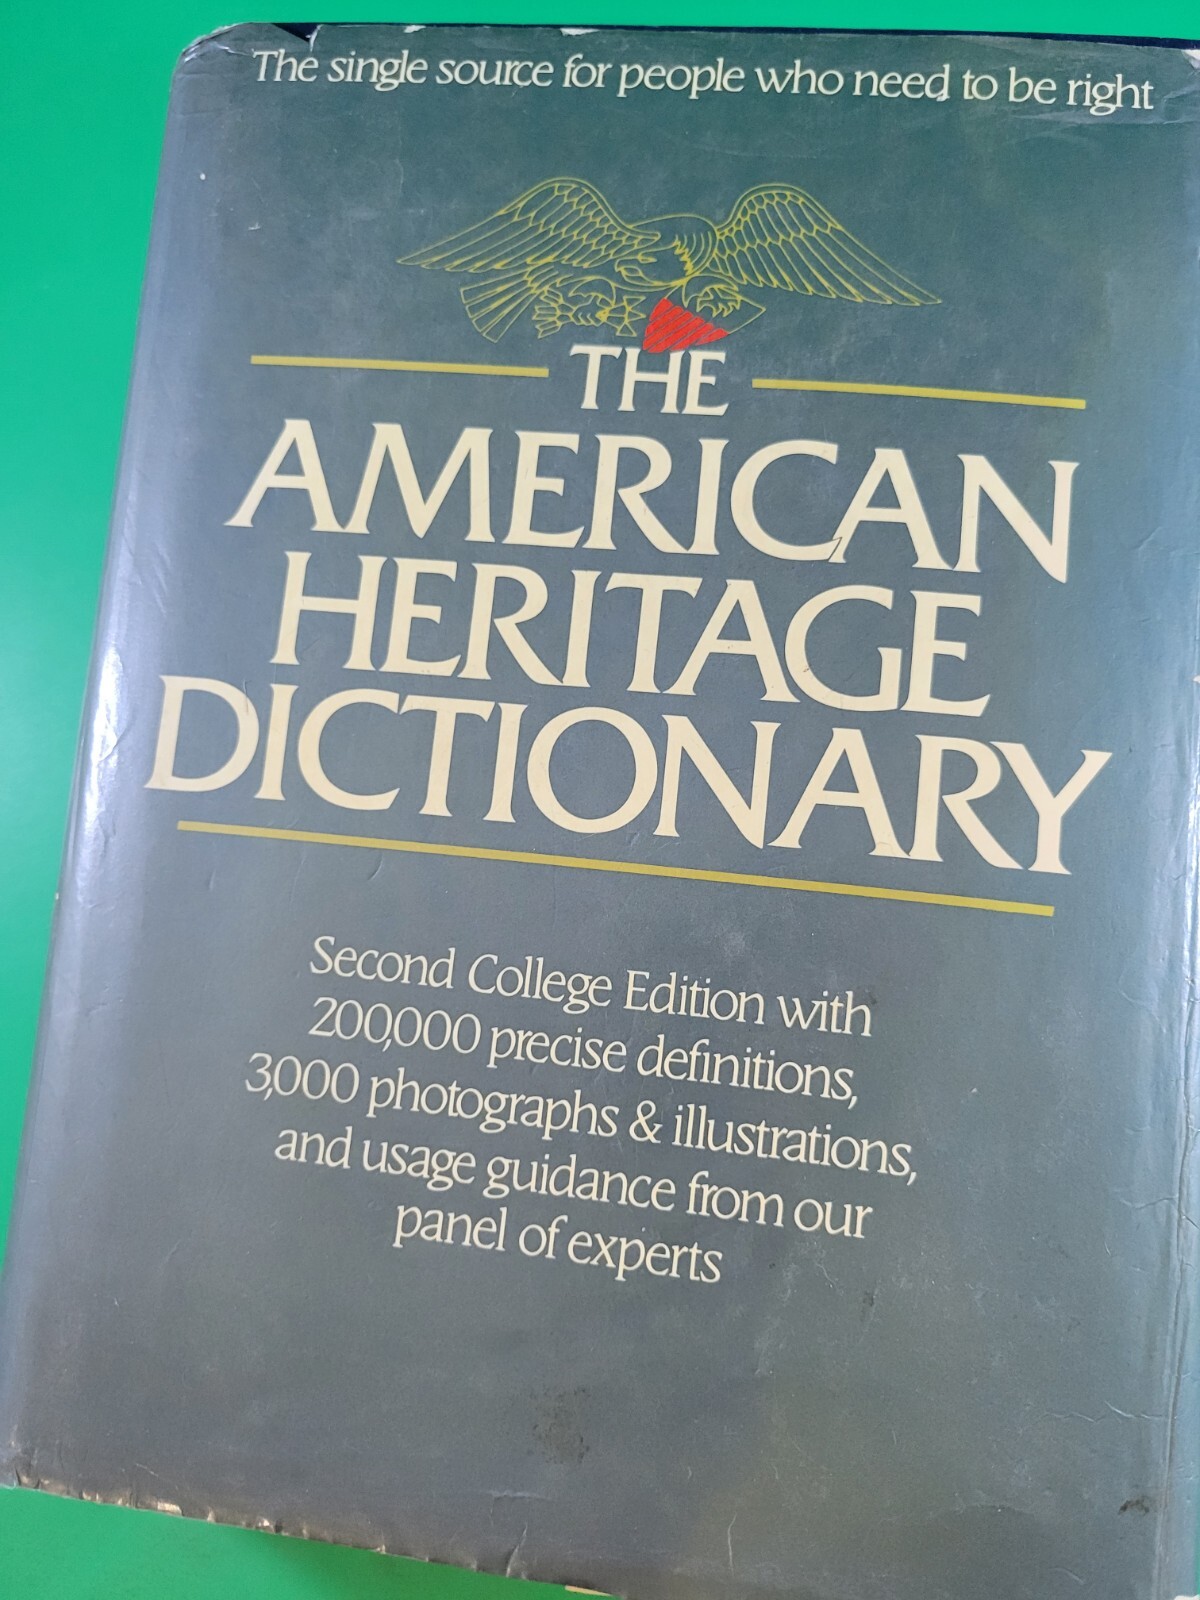 The single source for people who need to be right
THE
AMERICAN
HERITAGE
DICTIONARY
Second College Edition with
200,000 precise definitions,
3,000 photographs & illustrations,
and usage guidance from our
panel of experts